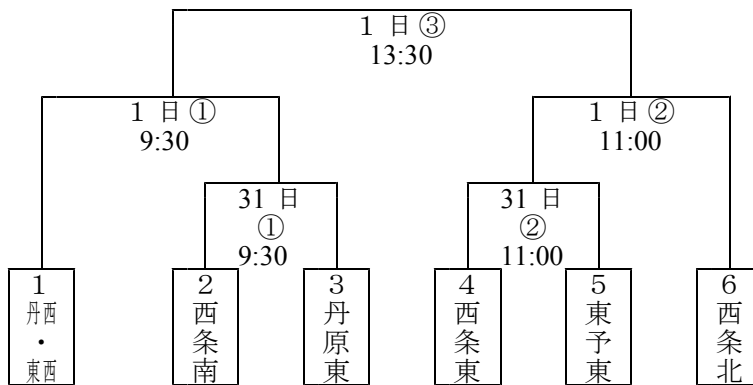 １ 日 ③
13:30
１ 日 ①
9:30
１ 日 ②
11:00
31 日
①
9:30
31 日
②
11:00
１
丹西・東西
２
西条南
３
丹原東
４
西条東
５
東予東
６
西条北